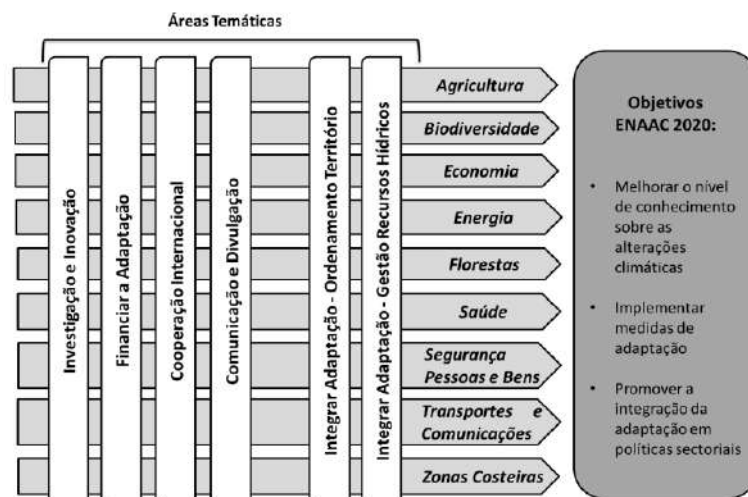 Áreas Temáticas
Investigação e Inovação
Financiar a Adaptação
Cooperação Internacional
Comunicação e Divulgação
Integrar Adaptação - Ordenamento Território
Integrar Adaptação - Gestão Recursos Hídricos
Agricultura
Biodiversidade
Economia
Energia
Florestas
Saúde
Segurança
Pessoas e Bens
Transportes e
Comunicações
Zonas Costeiras
Objetivos
ENAAC 2020:
• Melhorar o nível
de conhecimento
sobre as
alterações
climáticas
• Implementar
medidas de
adaptação
• Promover a
integração da
adaptação em
políticas sectoriais